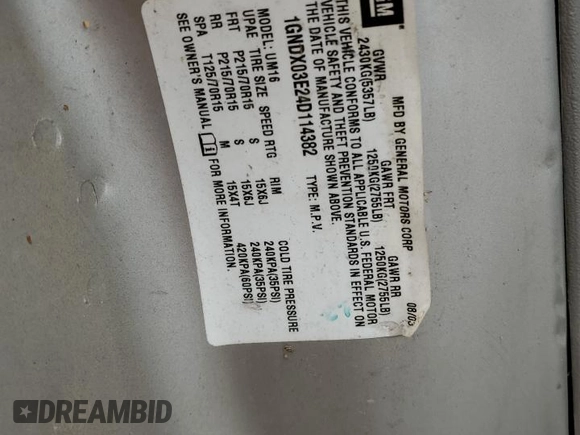 GM
MFD BY GENERAL MOTORS CORP 08/03
GVWR GAWR FRT GAWR RR
2430KG(5357LB) 1250KG(2755LB) 1250KG(2755LB)
THIS VEHICLE CONFORMS TO ALL APPLICABLE U.S. FEDERAL MOTOR
VEHICLE SAFETY AND THEFT PREVENTION STANDARDS IN EFFECT ON
THE DATE OF MANUFACTURE SHOWN ABOVE.
1GNDX03E24D114382 TYPE: M.P.V.
MODEL: UM16
UPAE TIRE SIZE SPEED RTG RIM COLD TIRE PRESSURE
FRT P215/70R15 S 15X6J 240KPA(35PSI)
RR P215/70R15 S 15X6J 240KPA(35PSI)
SPA T125/70R15 M 15X4T 420KPA(60PSI)
SEE OWNER'S MANUAL FOR MORE INFORMATION
DREAMBID